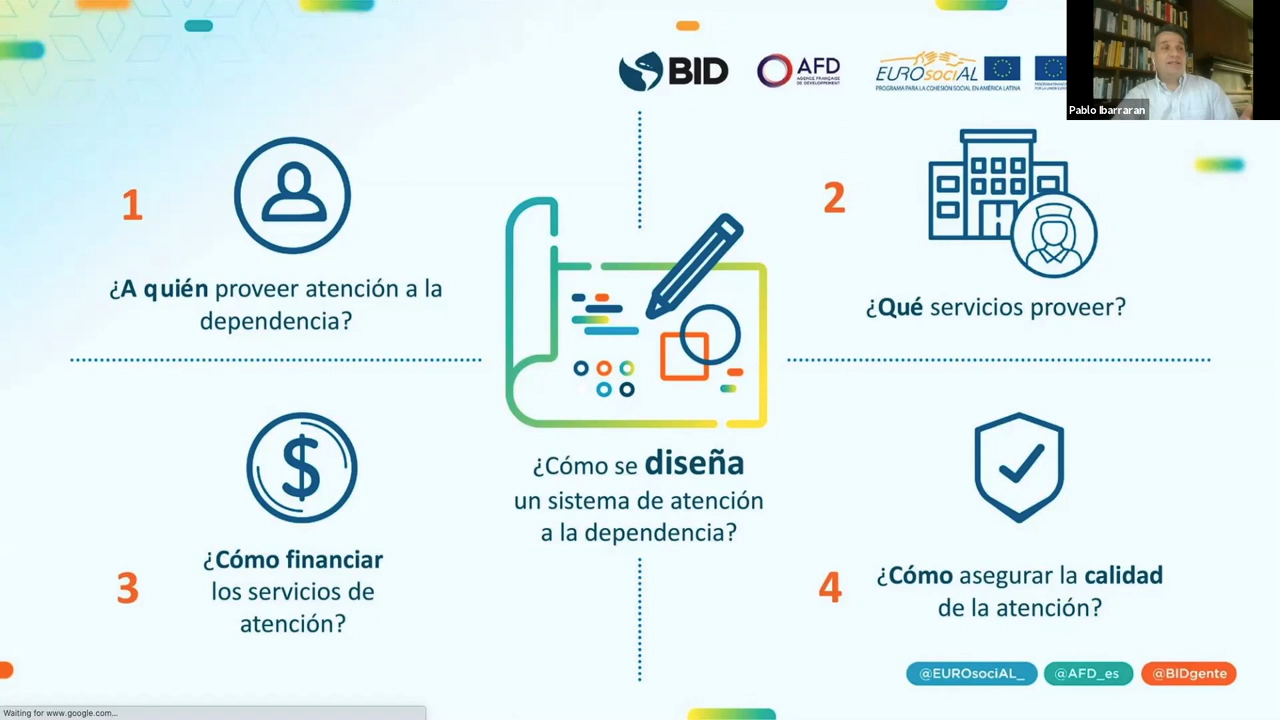 BID
AFD
AGENCE FRANÇAISE
DE DÉVELOPPEMENT
EUROsociAL
PROGRAMA PARA LA COHESIÓN SOCIAL EN AMÉRICA LATINA
Pablo Ibarraran
1
¿A quién proveer atención a la
dependencia?
2
¿Qué servicios proveer?
¿Cómo se diseña
un sistema de atención
a la dependencia?
3
¿Cómo financiar
los servicios de
atención?
4
¿Cómo asegurar la calidad
de la atención?
@EUROsociAL_
@AFD_es
@BIDgente
Waiting for www.google.com...